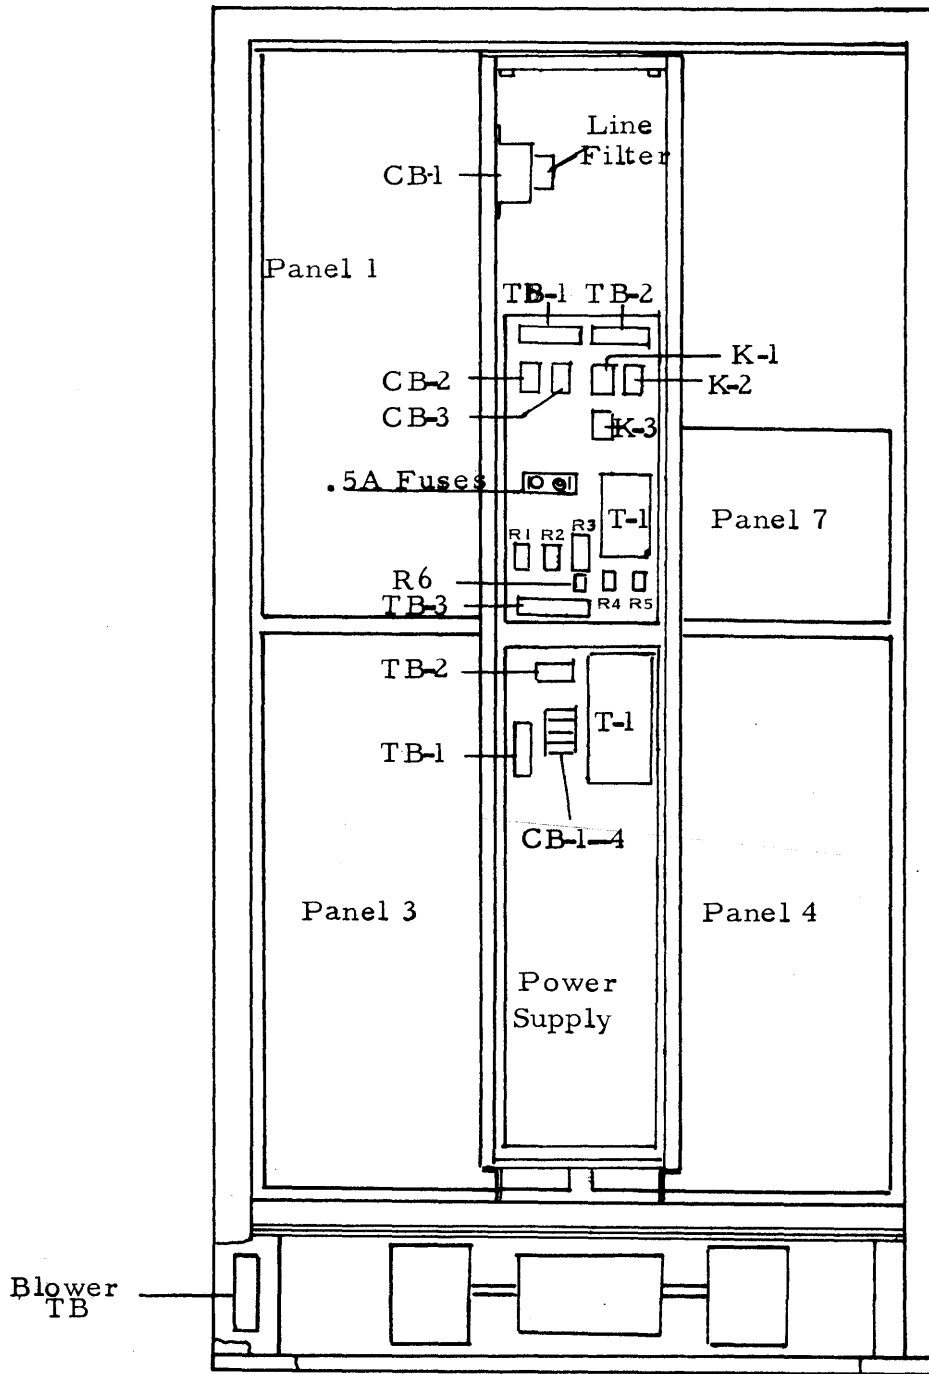 Line
Filter
CB-1
Panel 1
TB-1 TB-2
K-1
CB-2
K-2
CB-3
K-3
.5A Fuses
T-1
Panel 7
R1 R2 R3
R6
TB-3
R4 R5
TB-2
T-1
TB-1
CB-1-4
Panel 3
Panel 4
Power
Supply
Blower
TB